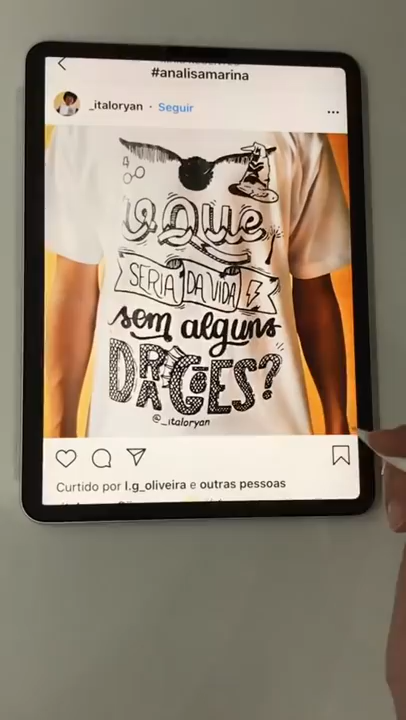 #analisamarina
_italoryan · Seguir
...
O QUE
SERIA DA VIDA
sem alguns
DRAGÕES?
@_italoryan
Curtido por l.g_oliveira e outras pessoas